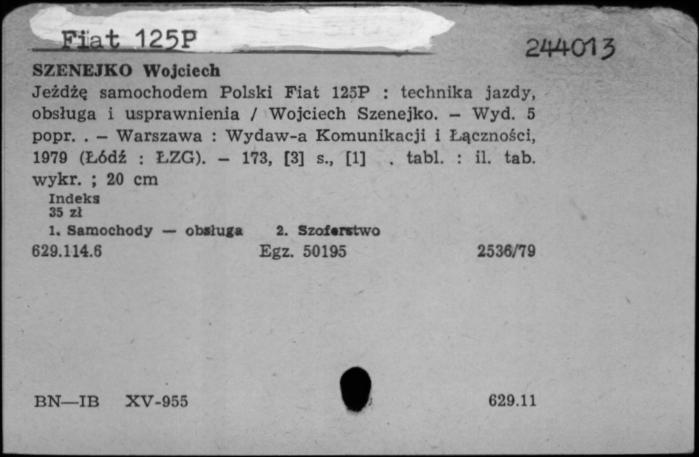 Fiat 125P
244013
SZENEJKO Wojciech
Jeżdżę samochodem Polski Fiat 125P : technika jazdy,
obsługa i usprawnienia / Wojciech Szenejko. — Wyd. 5
popr. . — Warszawa : Wydaw-a Komunikacji i Łączności,
1979 (Łódź : ŁZG). — 173, [3] s., [1] . tabl. : il. tab.
wykr. ; 20 cm
Indeks
35 zł
1. Samochody — obsługa 2. Szoferstwo
629.114.6 Egz. 50195 2536/79
BN—IB XV-955 629.11